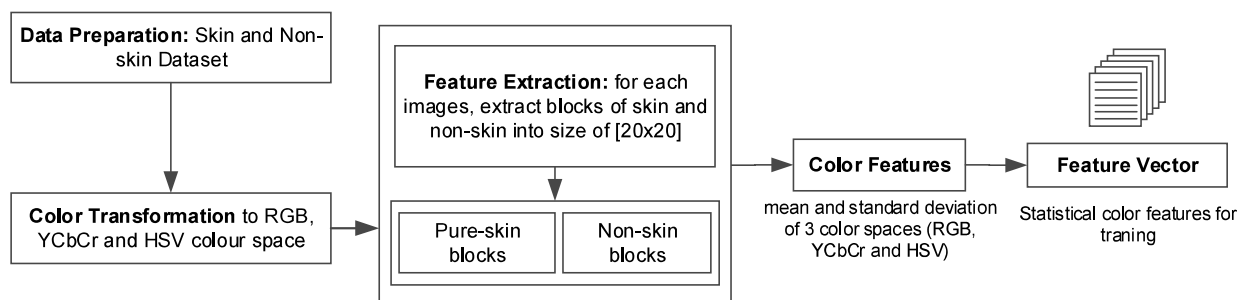 Data Preparation: Skin and Non-
skin Dataset
Color Transformation to RGB,
YCbCr and HSV colour space
Feature Extraction: for each
images, extract blocks of skin and
non-skin into size of [20x20]
Pure-skin
blocks
Non-skin
blocks
Color Features
mean and standard deviation
of 3 color spaces (RGB,
YCbCr and HSV)
Feature Vector
Statistical color features for
traning